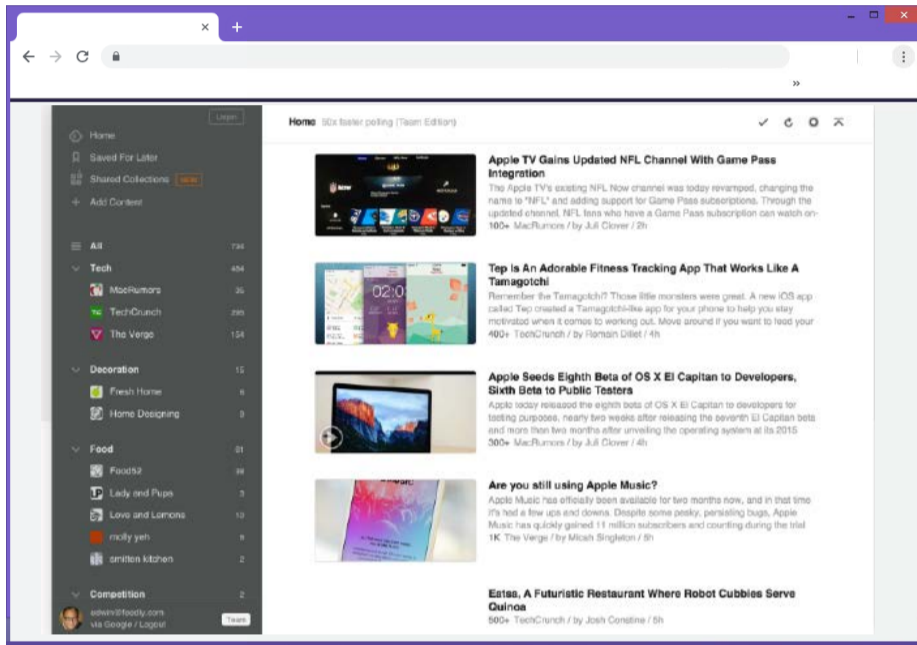 Home
Saved For Later
Shared Collections NEW
Add Content
All
Tech
MacRumors
TechCrunch
The Verge 154
Decoration 15
Fresh Home
Home Designing
Food
Food52
Lady and Pups
Love and Lemons
molly yeh
smitten kitchen 2
Competition 2
edwin@feedly.com
via Google / Logout
Team
Home 50x faster polling (Team Edition)
Apple TV Gains Updated NFL Channel With Game Pass
Integration
The Apple TV's existing NFL Now channel was today revamped, changing the
name to "NFL" and adding support for Game Pass subscriptions. Through the
updated channel, NFL fans who have a Game Pass subscription can watch on-
100+ MacRumors / by Juli Clover / 2h
02:0
Tep Is An Adorable Fitness Tracking App That Works Like A
Tamagotchi
Remember the Tamagotchi? Those little monsters were great. A new iOS app
called Tep created a Tamagotchi-like app for your phone to help you stay
motivated when it comes to working out. Move around if you want to feed your
400+ TechCrunch / by Romain Dillet / 4h
Apple Seeds Eighth Beta of OS X El Capitan to Developers,
Sixth Beta to Public Testers
Apple today released the eighth beta of OS X El Capitan to developers for
testing purposes, nearly two weeks after releasing the seventh El Capitan beta
and more than two months after unveiling the operating system at its 2015
300+ MacRumors / by Juli Clover / 4h
Are you still using Apple Music?
Apple Music has officially been available for two months now, and in that time
it's had a few ups and downs. Despite some pesky, persisting bugs, Apple
Music has quickly gained 11 million subscribers and counting during the trial
1K The Verge / by Micah Singleton / 5h
Eatsa, A Futuristic Restaurant Where Robot Cubbies Serve
Quinoa
500+ TechCrunch / by Josh Constine / 5h